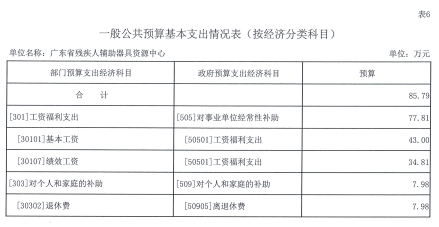 表6
一般公共预算基本支出情况表（按经济分类科目）
单位名称：广东省残疾人辅助器具资源中心 单位：万元
部门预算支出经济科目 政府预算支出经济科目 预算
合 计 85.79
[301]工资福利支出 [505]对事业单位经常性补助 77.81
[30101]基本工资 [50501]工资福利支出 43.00
[30107]绩效工资 [50501]工资福利支出 34.81
[303]对个人和家庭的补助 [509]对个人和家庭的补助 7.98
[30302]退休费 [50905]离退休费 7.98